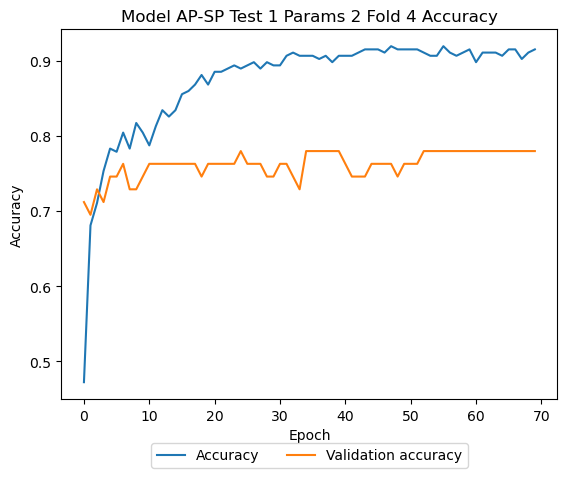 Model AP-SP Test 1 Params 2 Fold 4 Accuracy
Accuracy
0.9
0.8
0.7
0.6
0.5
0 10 20 30 40 50 60 70
Epoch
Accuracy Validation accuracy